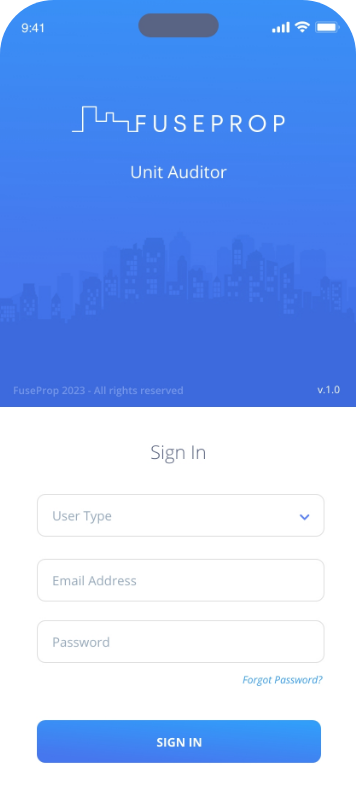 9:41
FUSEPROP
Unit Auditor
FuseProp 2023 - All rights reserved
v.1.0
Sign In
User Type
Email Address
Password
Forgot Password?
SIGN IN